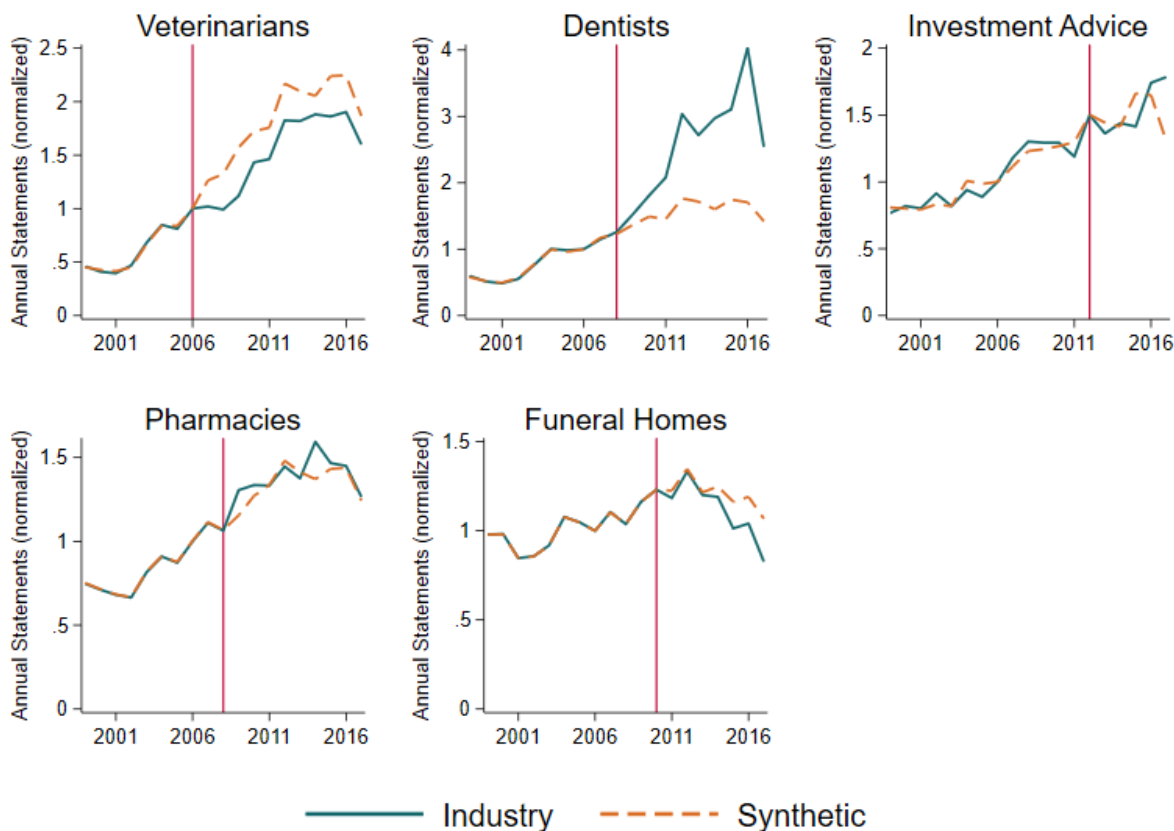 Veterinarians
Annual Statements (normalized)
2.5
2
1.5
1
.5
0
2001 2006 2011 2016
Dentists
Annual Statements (normalized)
4
3
2
1
0
2001 2006 2011 2016
Investment Advice
Annual Statements (normalized)
2
1.5
1
.5
0
2001 2006 2011 2016
Pharmacies
Annual Statements (normalized)
1.5
1
.5
0
2001 2006 2011 2016
Funeral Homes
Annual Statements (normalized)
1.5
1
.5
0
2001 2006 2011 2016
Industry Synthetic